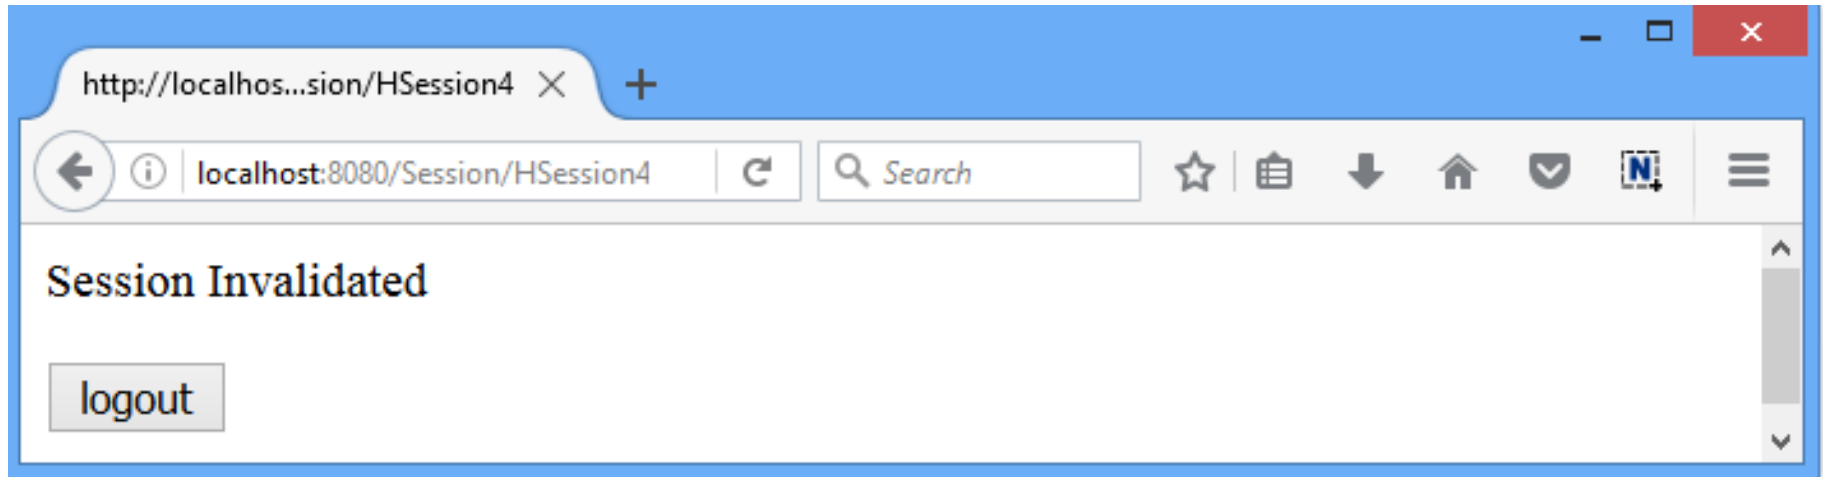 http://localhos...sion/HSession4
localhost:8080/Session/HSession4
Search
N
Session Invalidated
logout